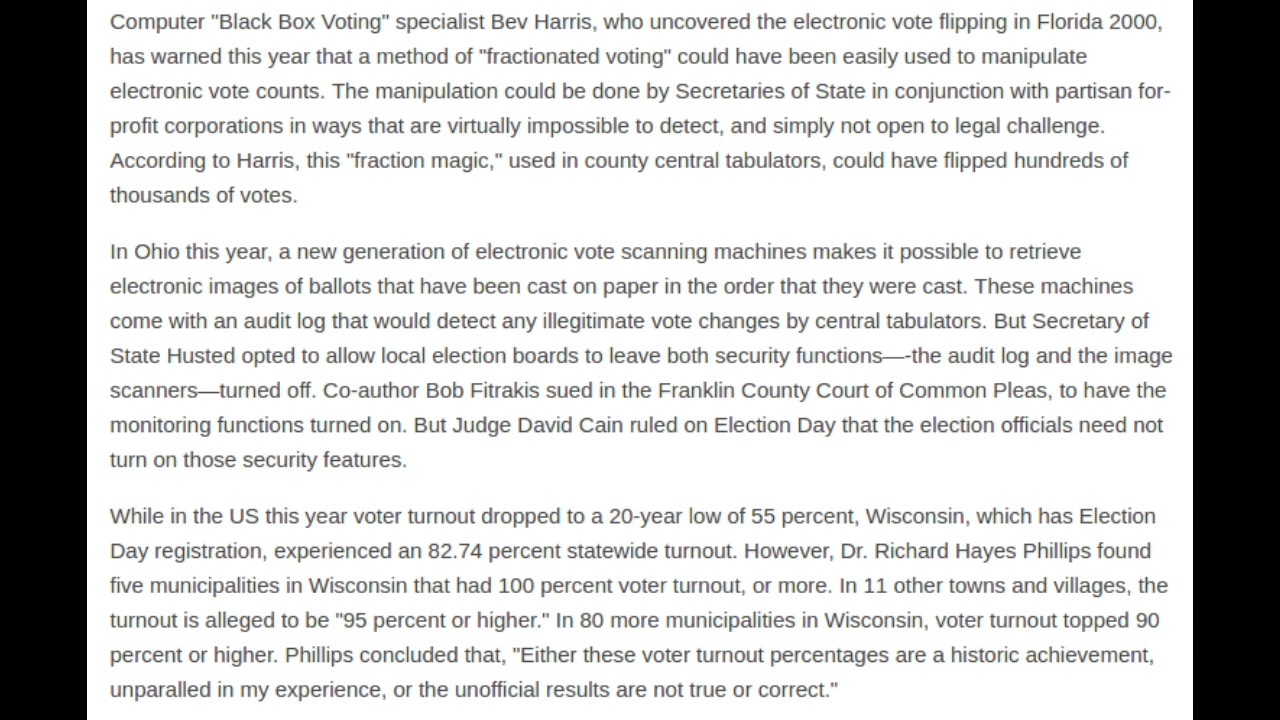 Computer "Black Box Voting" specialist Bev Harris, who uncovered the electronic vote flipping in Florida 2000,
has warned this year that a method of "fractionated voting" could have been easily used to manipulate
electronic vote counts. The manipulation could be done by Secretaries of State in conjunction with partisan for-
profit corporations in ways that are virtually impossible to detect, and simply not open to legal challenge.
According to Harris, this "fraction magic," used in county central tabulators, could have flipped hundreds of
thousands of votes.
In Ohio this year, a new generation of electronic vote scanning machines makes it possible to retrieve
electronic images of ballots that have been cast on paper in the order that they were cast. These machines
come with an audit log that would detect any illegitimate vote changes by central tabulators. But Secretary of
State Husted opted to allow local election boards to leave both security functions—-the audit log and the image
scanners—turned off. Co-author Bob Fitrakis sued in the Franklin County Court of Common Pleas, to have the
monitoring functions turned on. But Judge David Cain ruled on Election Day that the election officials need not
turn on those security features.
While in the US this year voter turnout dropped to a 20-year low of 55 percent, Wisconsin, which has Election
Day registration, experienced an 82.74 percent statewide turnout. However, Dr. Richard Hayes Phillips found
five municipalities in Wisconsin that had 100 percent voter turnout, or more. In 11 other towns and villages, the
turnout is alleged to be "95 percent or higher." In 80 more municipalities in Wisconsin, voter turnout topped 90
percent or higher. Phillips concluded that, "Either these voter turnout percentages are a historic achievement,
unparalled in my experience, or the unofficial results are not true or correct."